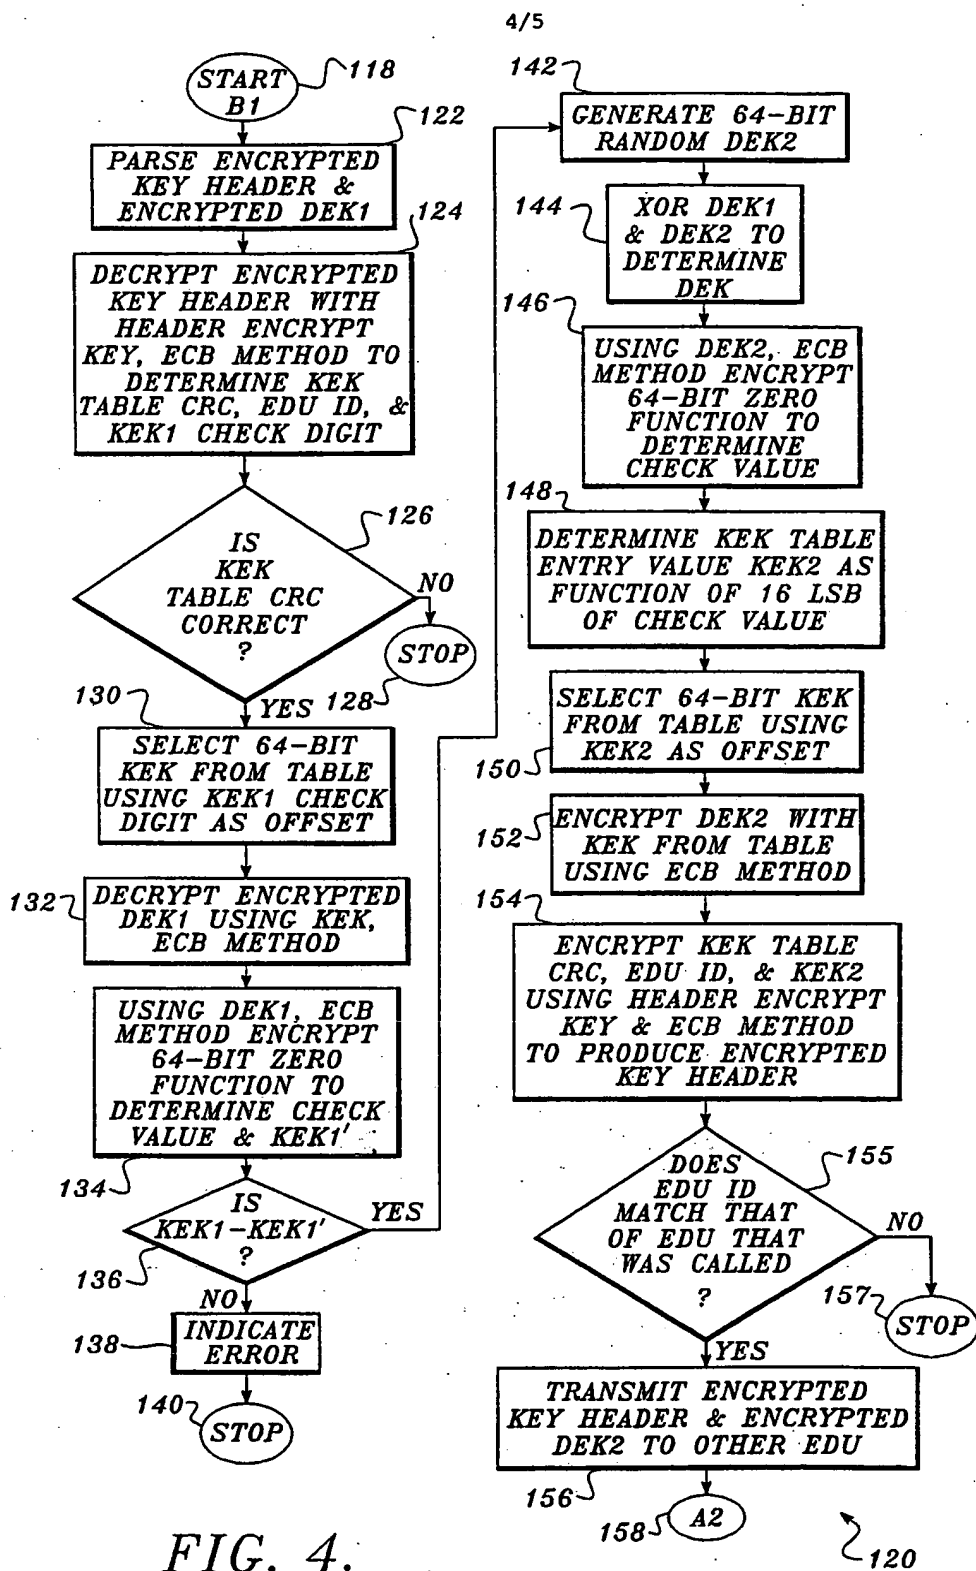 4/5
START
B1
118
122
PARSE ENCRYPTED
KEY HEADER &
ENCRYPTED DEK1
124
DECRYPT ENCRYPTED
KEY HEADER WITH
HEADER ENCRYPT
KEY, ECB METHOD TO
DETERMINE KEK
TABLE CRC, EDU ID, &
KEK1 CHECK DIGIT
126
IS
KEK
TABLE CRC
CORRECT
?
NO
STOP
128
YES
130
SELECT 64-BIT
KEK FROM TABLE
USING KEK1 CHECK
DIGIT AS OFFSET
132
DECRYPT ENCRYPTED
DEK1 USING KEK,
ECB METHOD
USING DEK1, ECB
METHOD ENCRYPT
64-BIT ZERO
FUNCTION TO
DETERMINE CHECK
VALUE & KEK1'
134
IS
KEK1-KEK1'
?
YES
136
NO
138
INDICATE
ERROR
140
STOP
142
GENERATE 64-BIT
RANDOM DEK2
144
XOR DEK1
& DEK2 TO
DETERMINE
DEK
146
USING DEK2, ECB
METHOD ENCRYPT
64-BIT ZERO
FUNCTION TO
DETERMINE
CHECK VALUE
148
DETERMINE KEK TABLE
ENTRY VALUE KEK2 AS
FUNCTION OF 16 LSB
OF CHECK VALUE
SELECT 64-BIT KEK
FROM TABLE USING
KEK2 AS OFFSET
150
152
ENCRYPT DEK2 WITH
KEK FROM TABLE
USING ECB METHOD
154
ENCRYPT KEK TABLE
CRC, EDU ID, & KEK2
USING HEADER ENCRYPT
KEY & ECB METHOD
TO PRODUCE ENCRYPTED
KEY HEADER
155
DOES
EDU ID
MATCH THAT
OF EDU THAT
WAS CALLED
?
NO
157
STOP
YES
TRANSMIT ENCRYPTED
KEY HEADER & ENCRYPTED
DEK2 TO OTHER EDU
156
A2
158
120
FIG. 4.